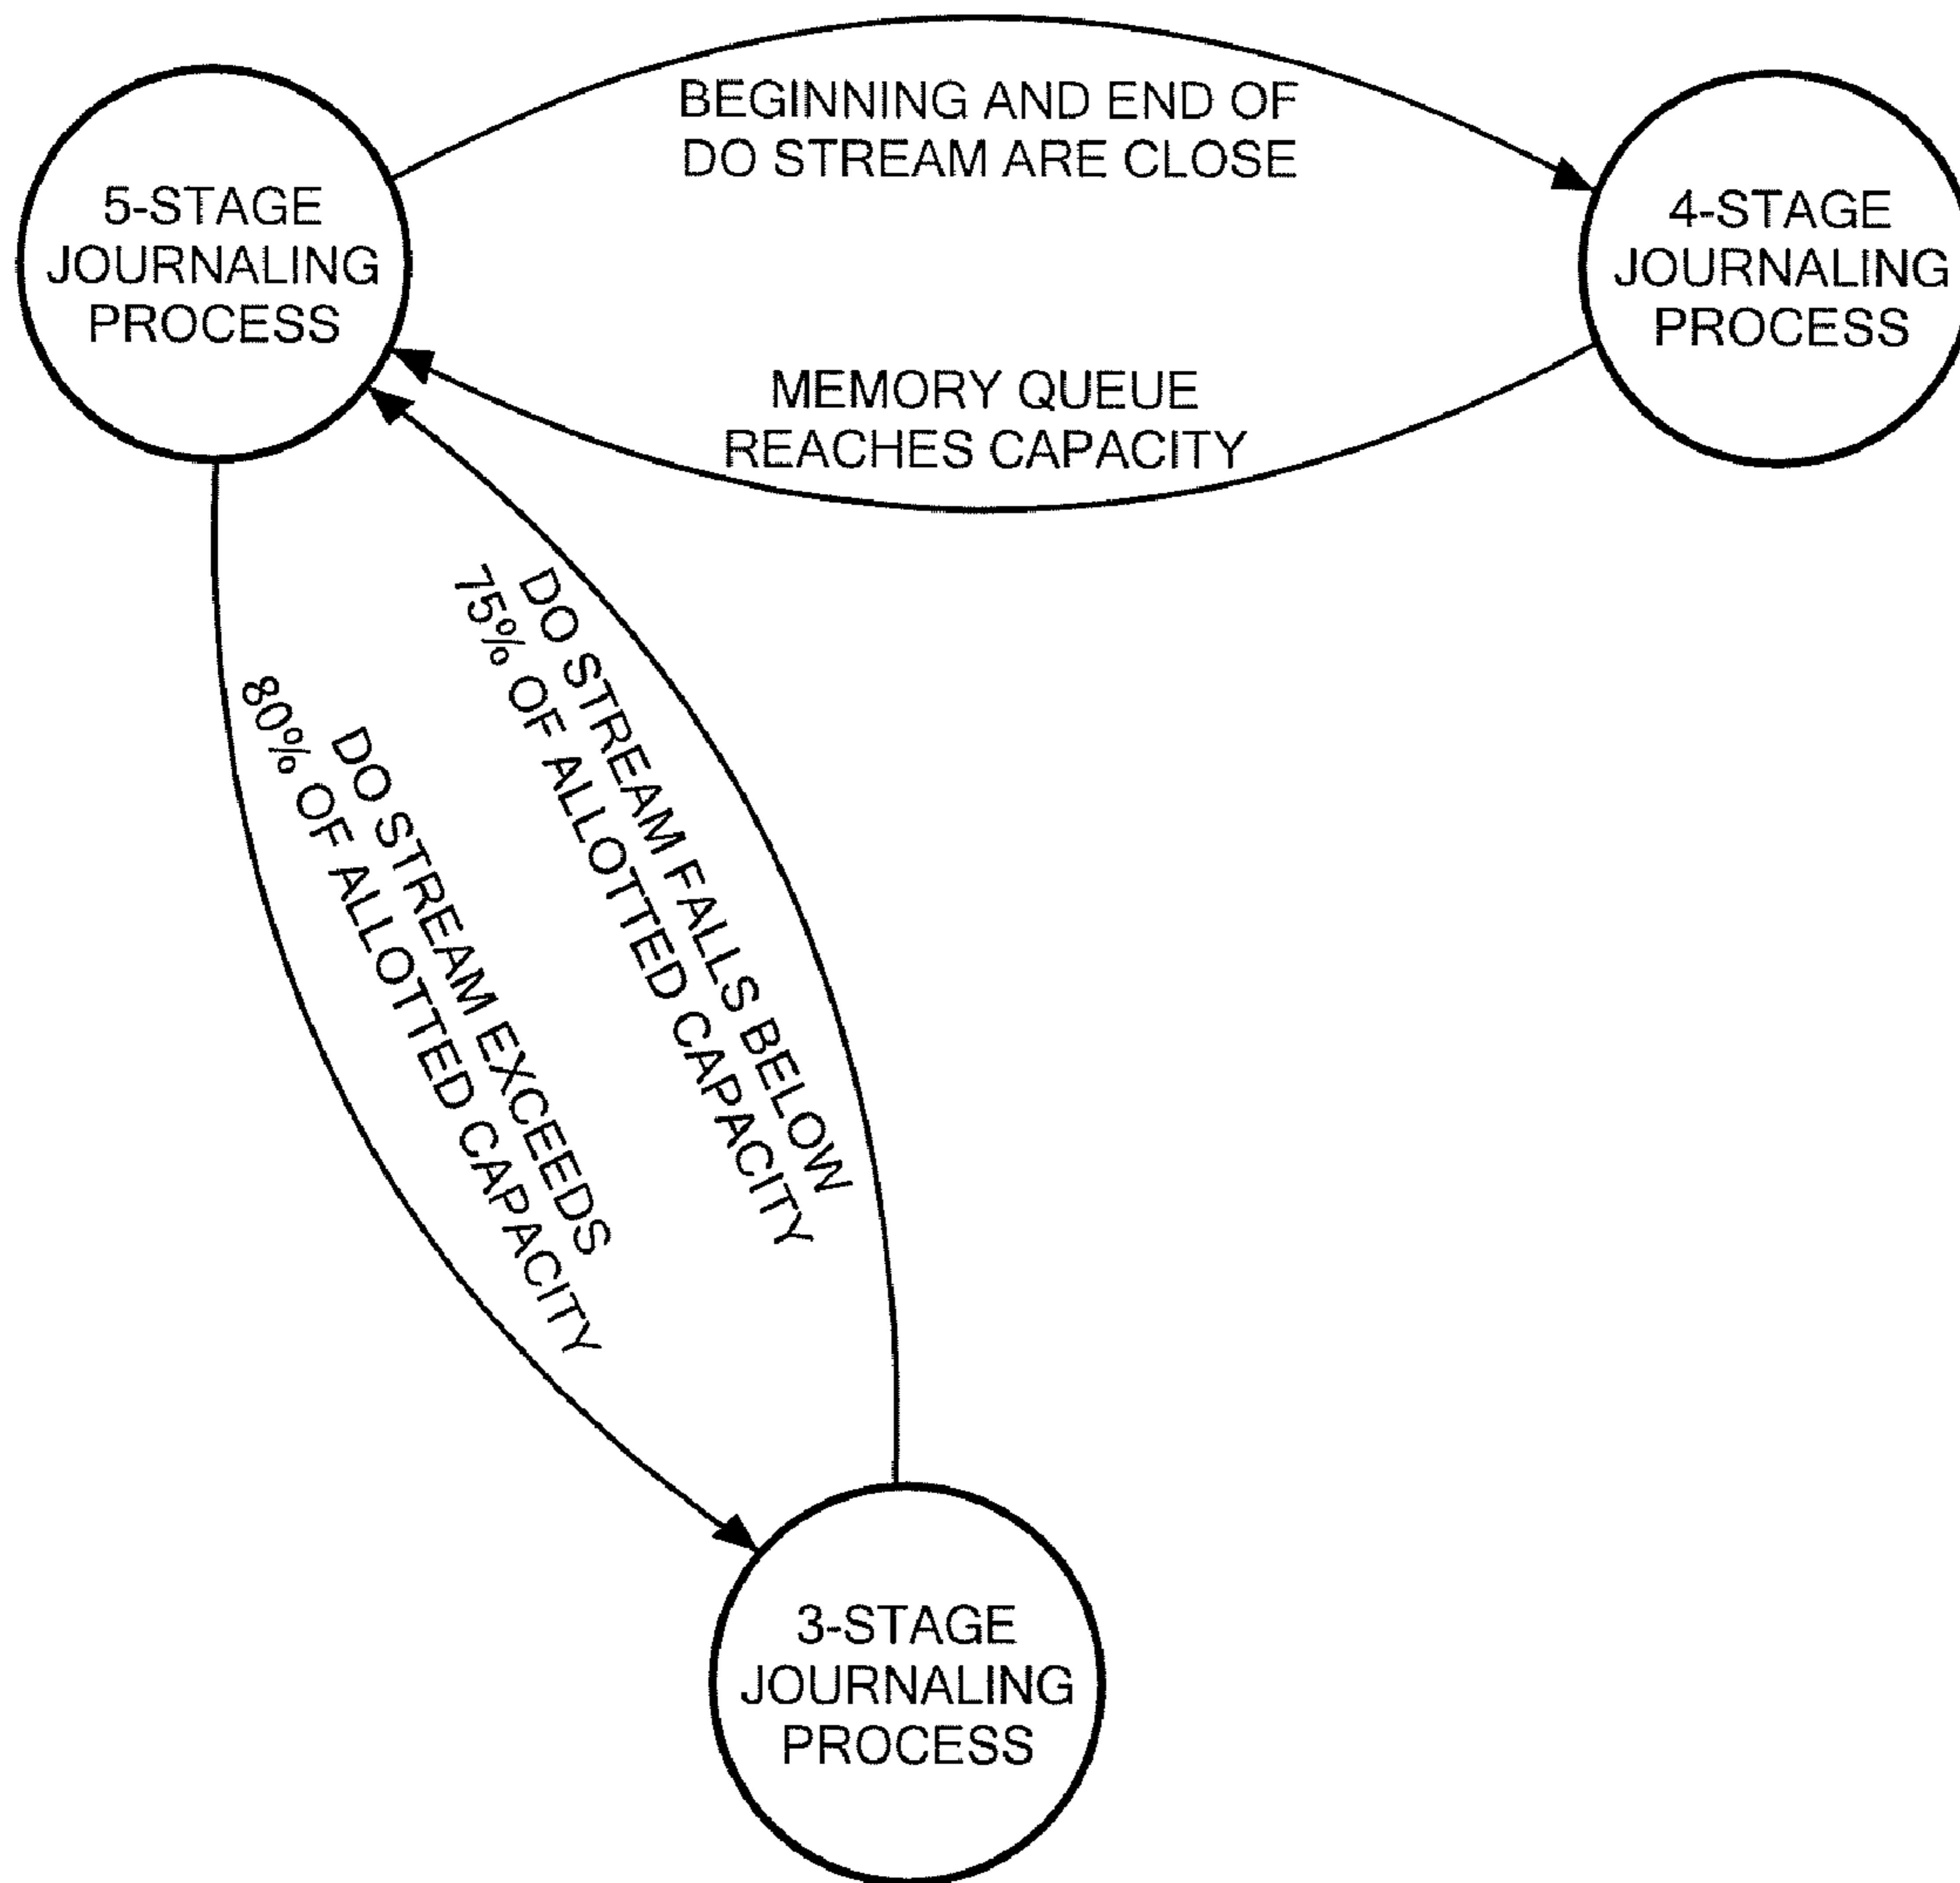 BEGINNING AND END OF
DO STREAM ARE CLOSE
5-STAGE
JOURNALING
PROCESS
4-STAGE
JOURNALING
PROCESS
MEMORY QUEUE
REACHES CAPACITY
DO STREAM FALLS BELOW
75% OF ALLOTTED CAPACITY
DO STREAM EXCEEDS
80% OF ALLOTTED CAPACITY
3-STAGE
JOURNALING
PROCESS